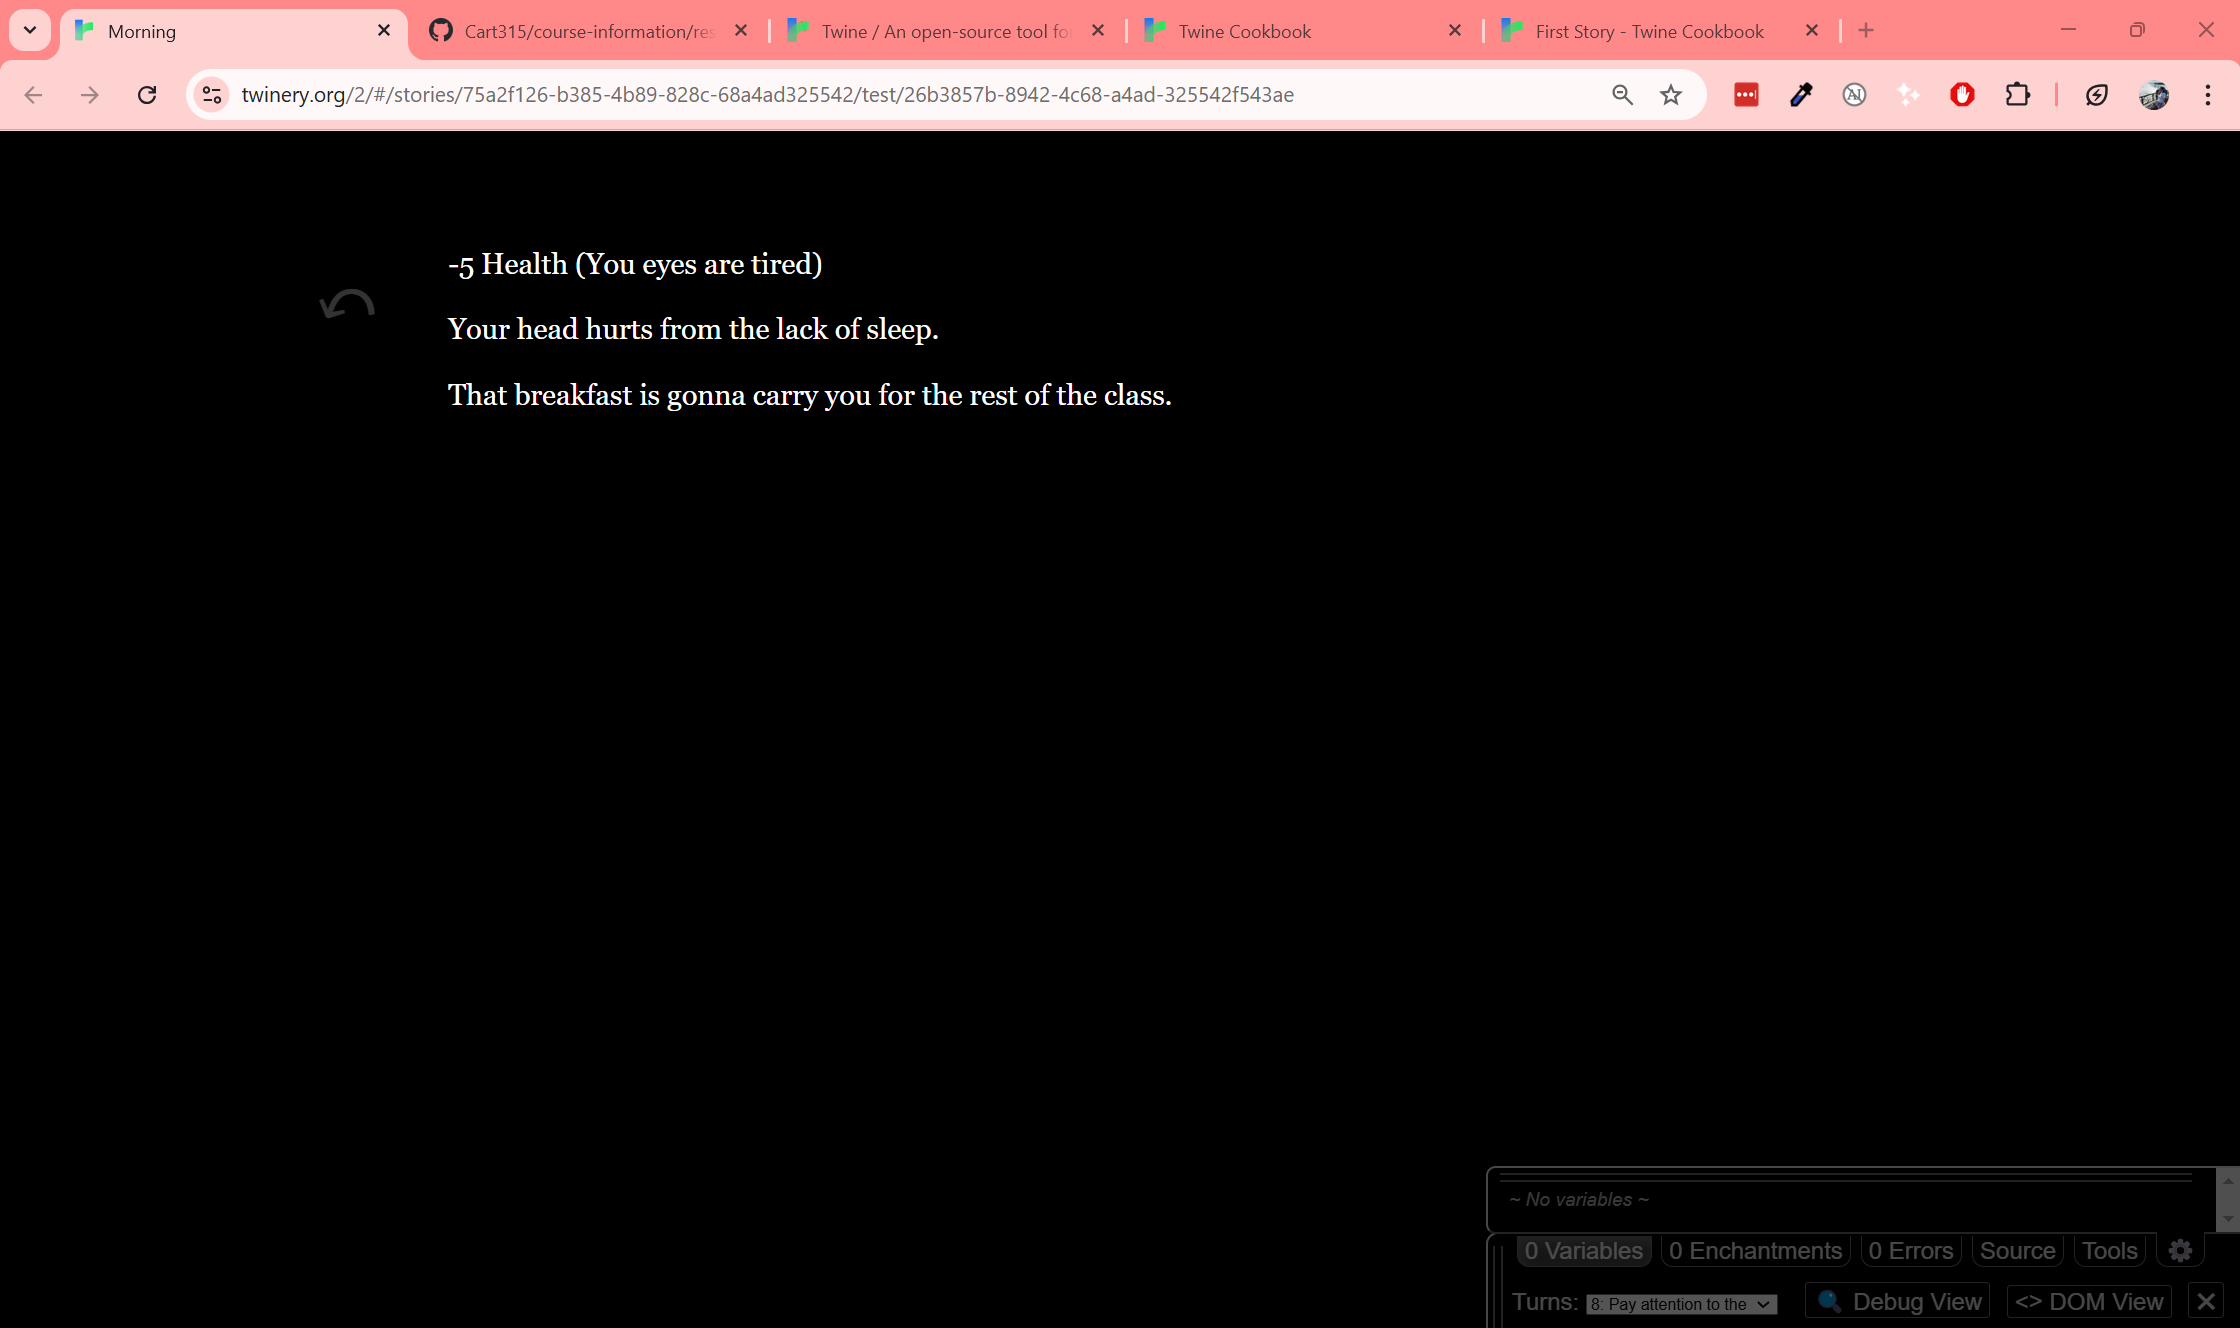 Morning
Cart315/course-information/res
Twine / An open-source tool fo
Twine Cookbook
First Story - Twine Cookbook
twinery.org/2/#/stories/75a2f126-b385-4b89-828c-68a4ad325542/test/26b3857b-8942-4c68-a4ad-325542f543ae
AI
-5 Health (You eyes are tired)
Your head hurts from the lack of sleep.
That breakfast is gonna carry you for the rest of the class.
~ No variables ~
0 Variables
0 Enchantments
0 Errors
Source
Tools
Turns:
8: Pay attention to the
Debug View
<> DOM View